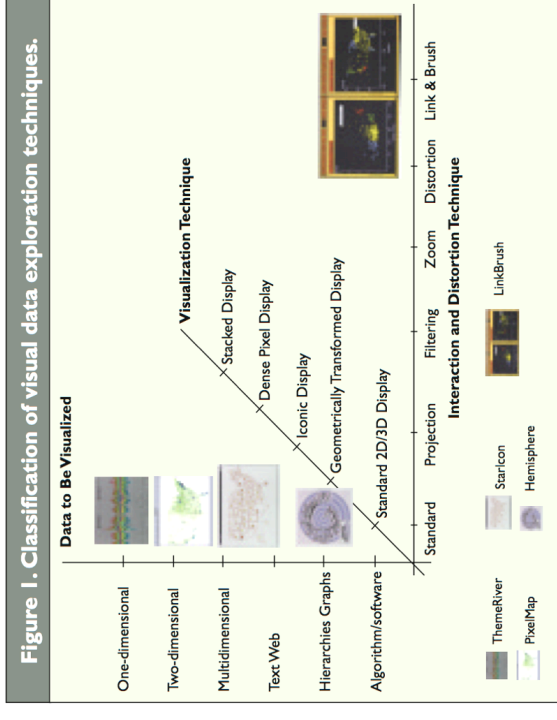 Figure 1. Classification of visual data exploration techniques.
Data to Be Visualized
One-dimensional
Two-dimensional
Multidimensional
Text Web
Hierarchies Graphs
Algorithm/software
Visualization Technique
Stacked Display
Dense Pixel Display
Iconic Display
Geometrically Transformed Display
Standard 2D/3D Display
Standard
Projection
Filtering
Zoom
Distortion
Link & Brush
Interaction and Distortion Technique
ThemeRiver
StarIcon
LinkBrush
PixelMap
Hemisphere